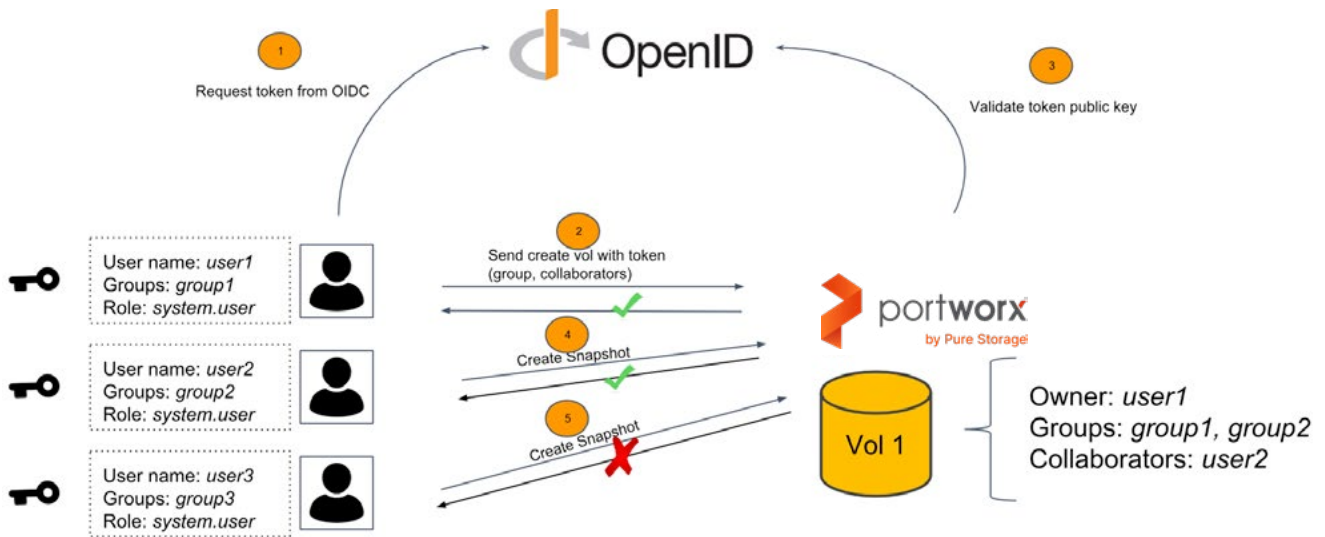 1
Request token from OIDC
OpenID
3
Validate token public key
User name: user1
Groups: group1
Role: system.user
2
Send create vol with token
(group, collaborators)
portworx
by Pure Storage
User name: user2
Groups: group2
Role: system.user
4
Create Snapshot
User name: user3
Groups: group3
Role: system.user
5
Create Snapshot
Vol 1
Owner: user1
Groups: group1, group2
Collaborators: user2